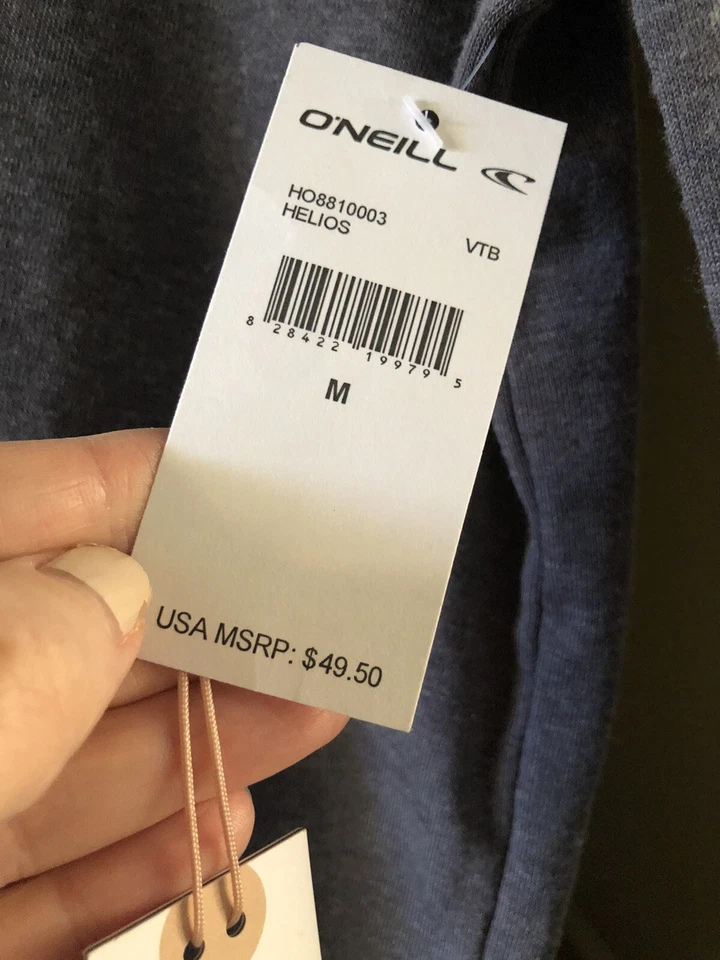 O'NEILL
HO8810003
HELIOS
VTB
8 28422 19979 5
M
USA MSRP: $49.50